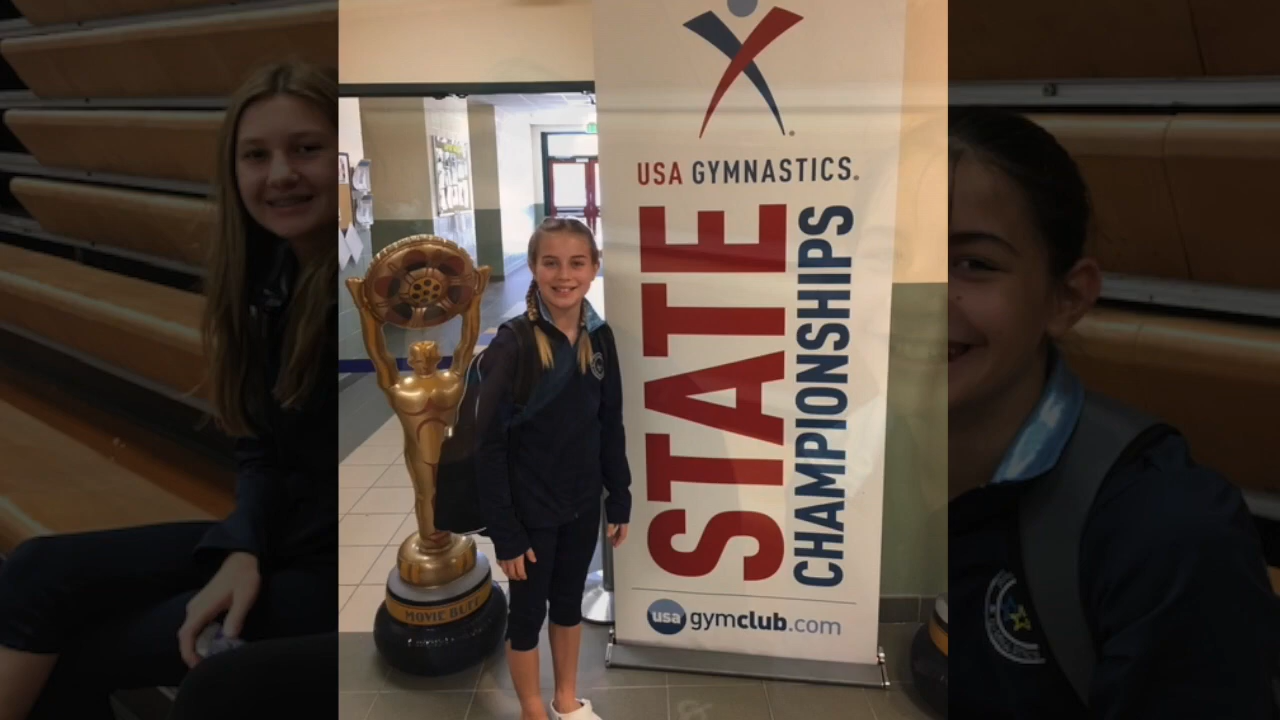 USA GYMNASTICS.
STATE
CHAMPIONSHIPS
usa gymclub.com
MOVIE BUFF